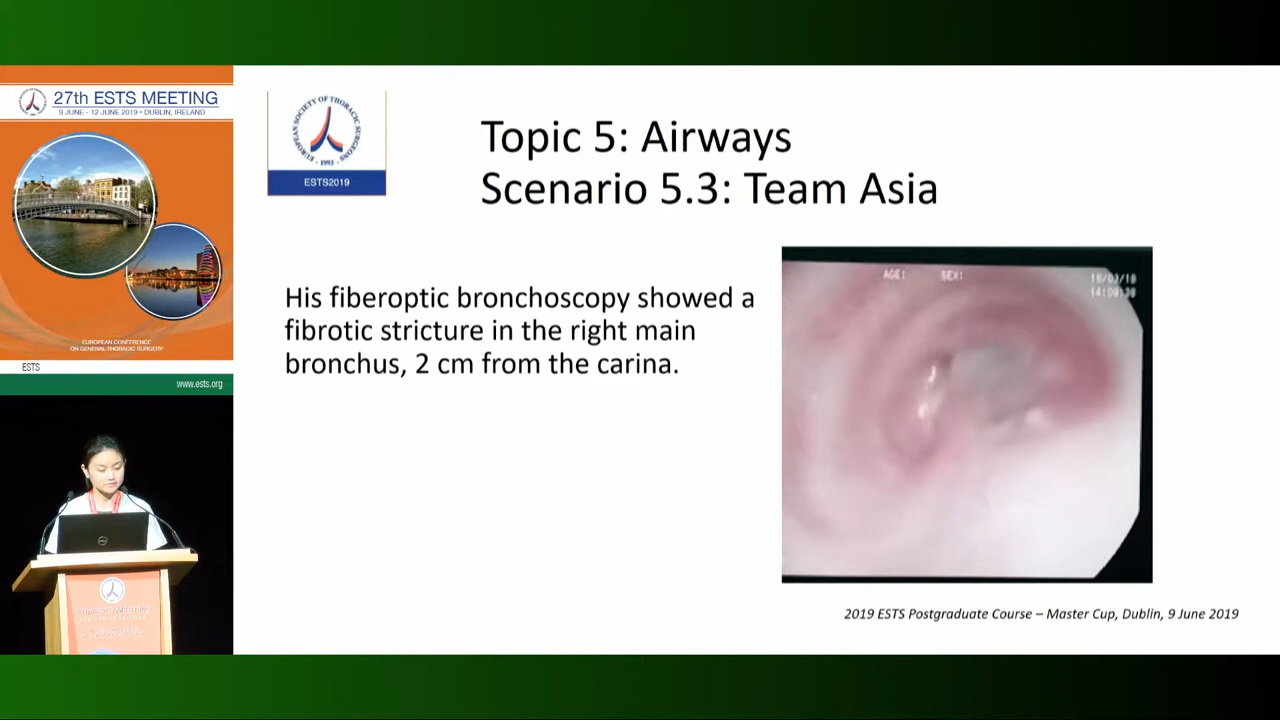 27th ESTS MEETING
9 JUNE - 12 JUNE 2019 • DUBLIN, IRELAND
EUROPEAN CONFERENCE
ON GENERAL THORACIC SURGERY
ESTS
www.ests.org
EUROPEAN SOCIETY OF THORACIC SURGEONS
· 1993 ·
ESTS2019
Topic 5: Airways
Scenario 5.3: Team Asia
His fiberoptic bronchoscopy showed a
fibrotic stricture in the right main
bronchus, 2 cm from the carina.
AGE: SEX:
2019 ESTS Postgraduate Course – Master Cup, Dublin, 9 June 2019
27th ESTS MEETING